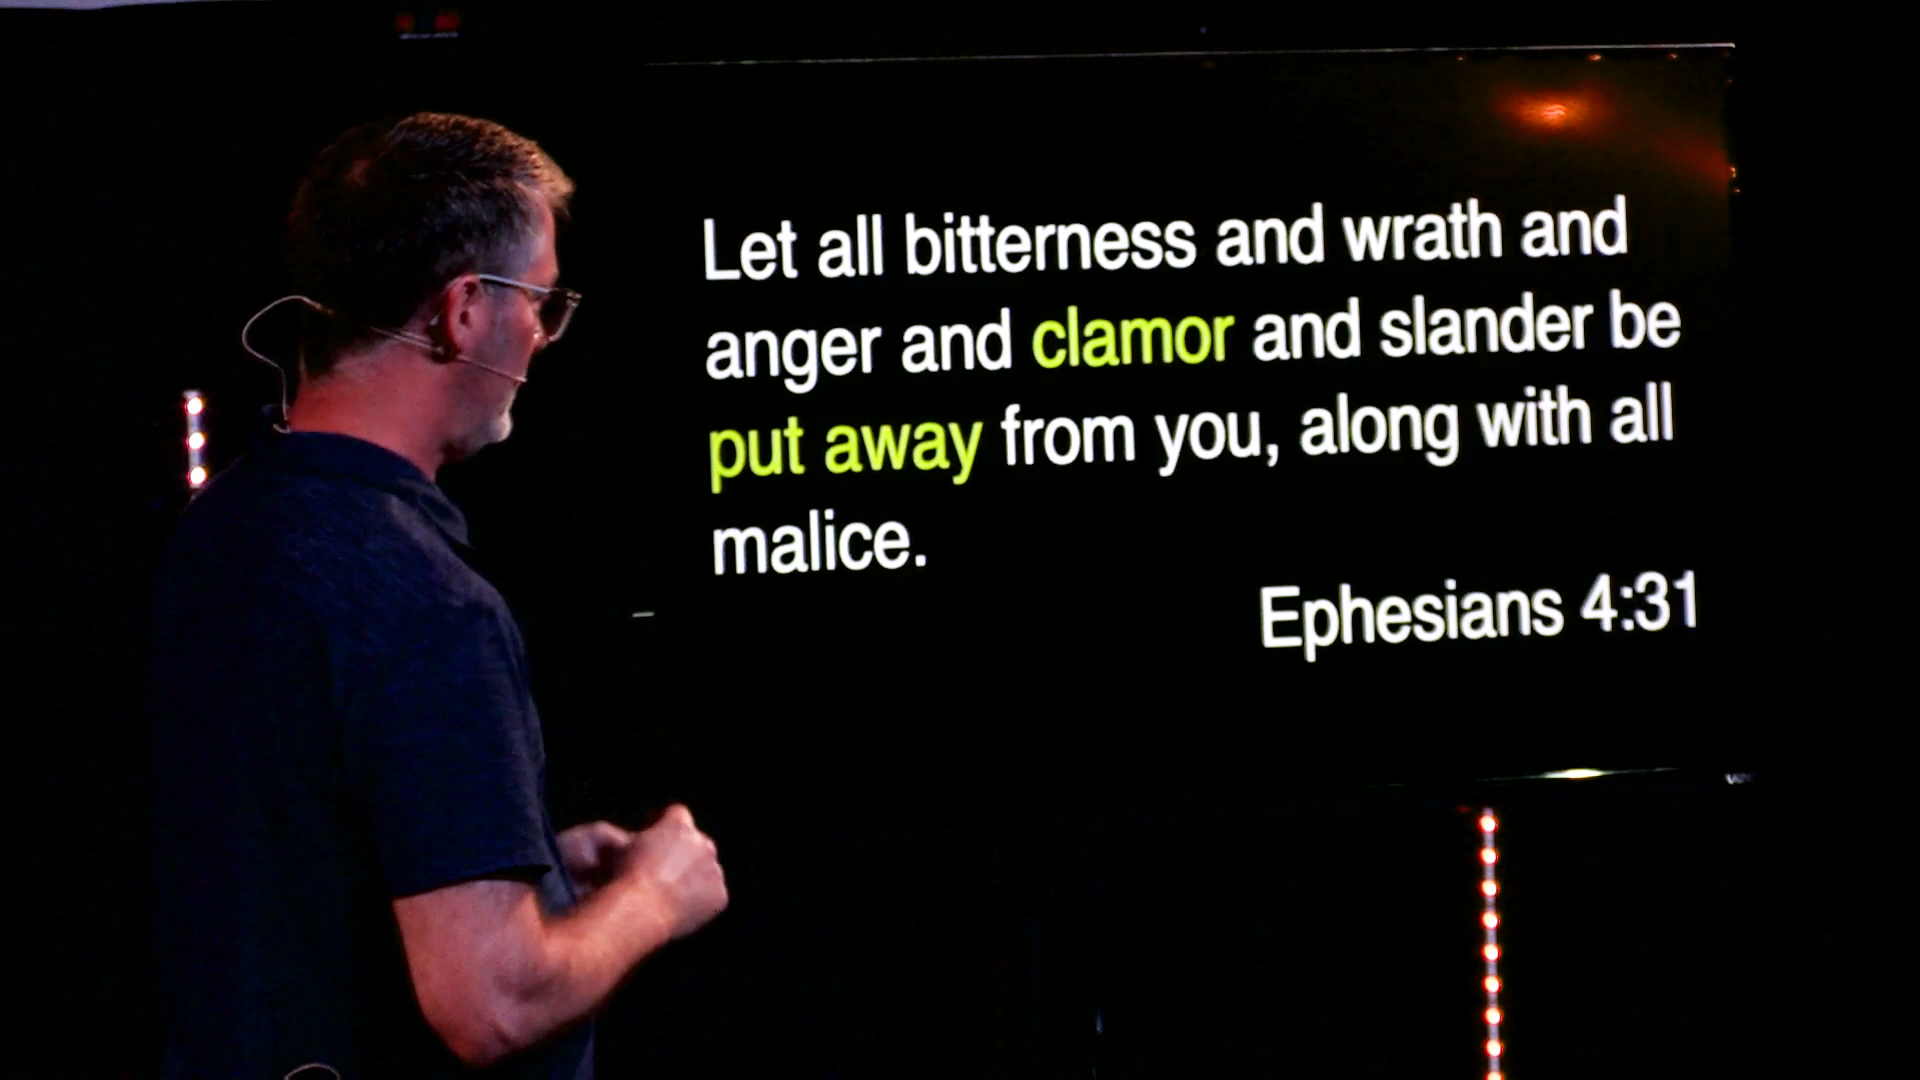 Let all bitterness and wrath and
anger and clamor and slander be
put away from you, along with all
malice.
Ephesians 4:31